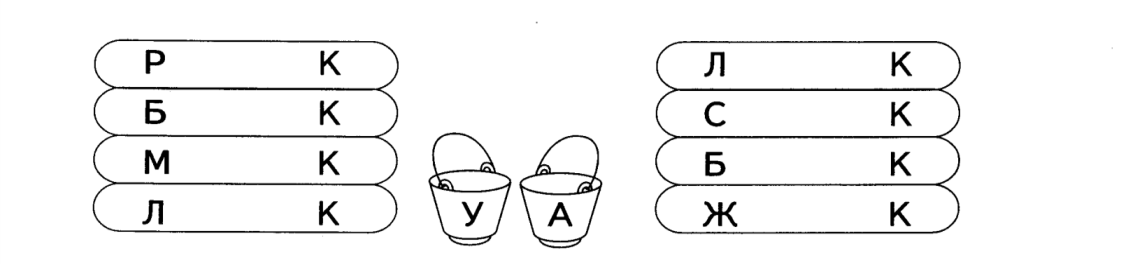 Р К
Б К
М К
Л К
У А
Л К
С К
Б К
Ж К